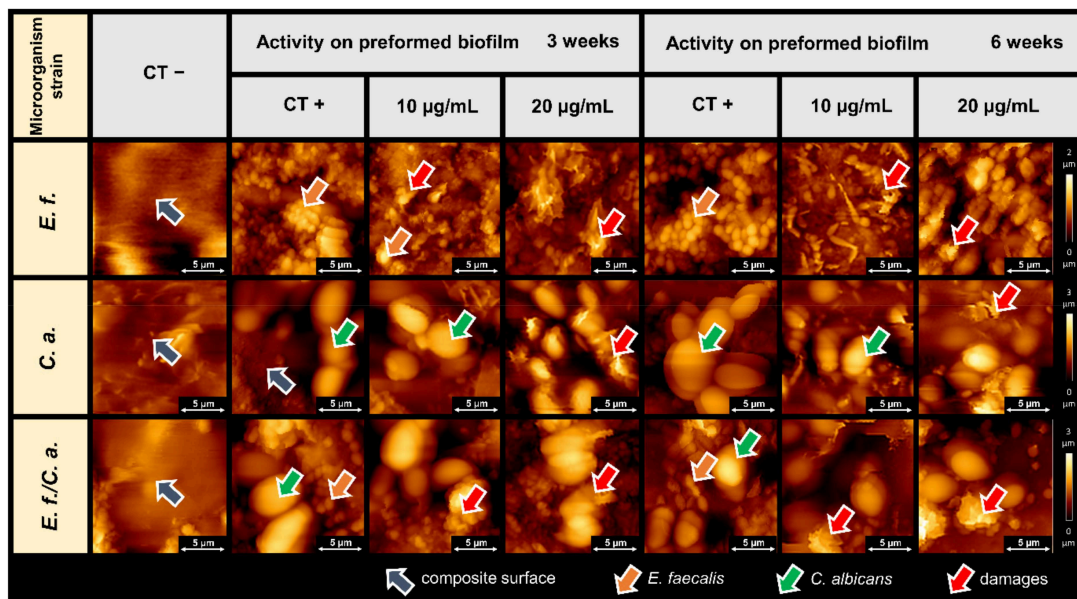 Microorganism strain
CT −
Activity on preformed biofilm 3 weeks
Activity on preformed biofilm 6 weeks
CT +
10 µg/mL
20 µg/mL
CT +
10 µg/mL
20 µg/mL
E. f.
5 µm
5 µm
5 µm
5 µm
5 µm
5 µm
5 µm
2
µm
0
µm
C. a.
5 µm
5 µm
5 µm
5 µm
5 µm
5 µm
5 µm
3
µm
0
µm
E. f./C. a.
5 µm
5 µm
5 µm
5 µm
5 µm
5 µm
5 µm
3
µm
0
µm
composite surface
E. faecalis
C. albicans
damages